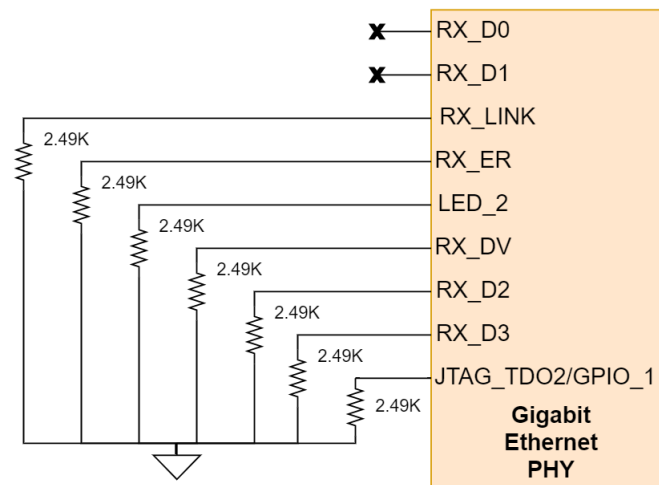 RX_D0
RX_D1
RX_LINK
2.49K
RX_ER
2.49K
LED_2
2.49K
RX_DV
2.49K
RX_D2
2.49K
RX_D3
2.49K
JTAG_TDO2/GPIO_1
2.49K
Gigabit
Ethernet
PHY